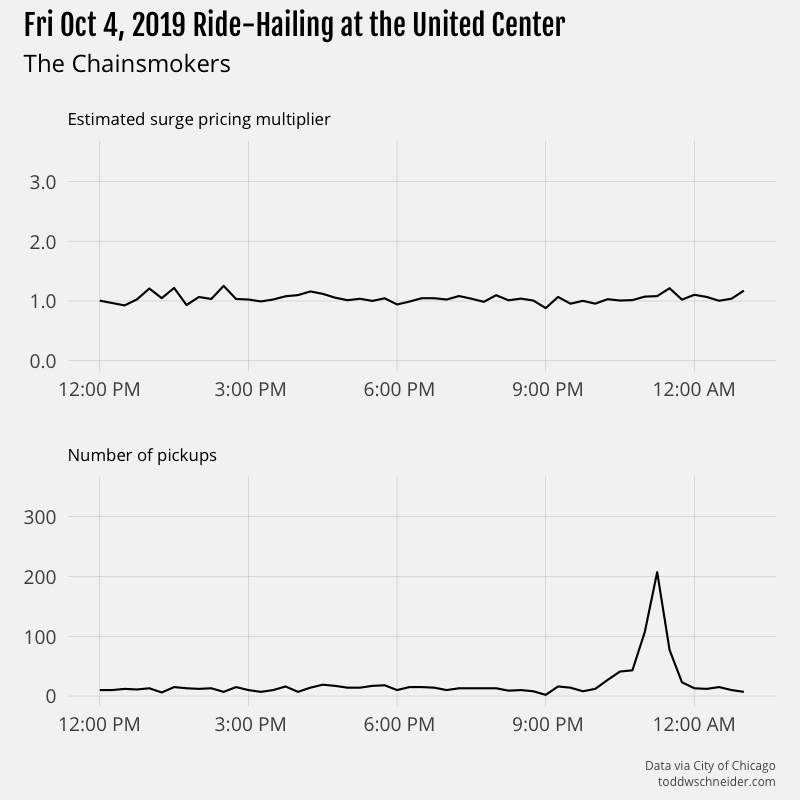 Fri Oct 4, 2019 Ride-Hailing at the United Center
The Chainsmokers
Estimated surge pricing multiplier
3.0
2.0
1.0
0.0
12:00 PM 3:00 PM 6:00 PM 9:00 PM 12:00 AM
Number of pickups
300
200
100
0
12:00 PM 3:00 PM 6:00 PM 9:00 PM 12:00 AM
Data via City of Chicago
toddwschneider.com